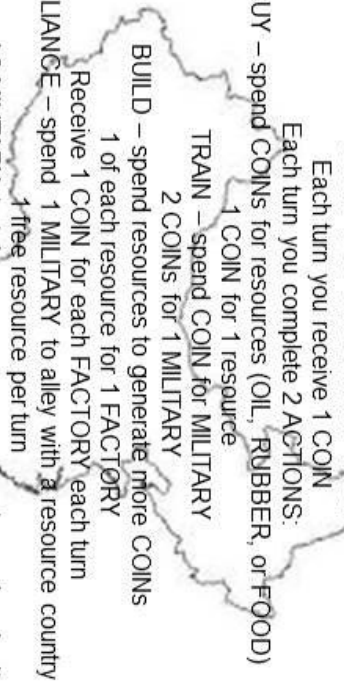 Each turn you receive 1 COIN
Each turn you complete 2 ACTIONS:
UY – spend COINs for resources (OIL, RUBBER, or FOOD)
1 COIN for 1 resource
TRAIN – spend COIN for MILITARY
2 COINs for 1 MILITARY
BUILD – spend resources to generate more COINs
1 of each resource for 1 FACTORY
Receive 1 COIN for each FACTORY each turn
LIANCE – spend 1 MILITARY to alley with a resource country
1 free resource per turn